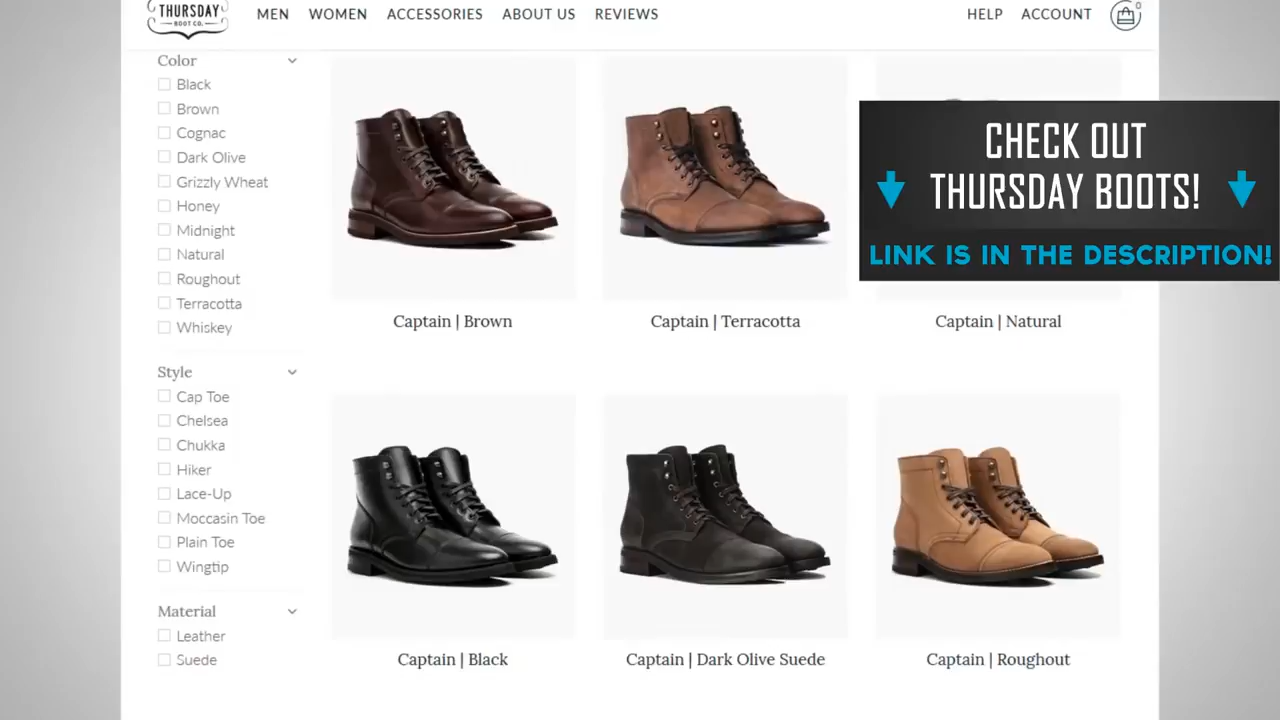 THURSDAY
BOOT CO.
MEN WOMEN ACCESSORIES ABOUT US REVIEWS
HELP ACCOUNT 0
Color
Black
Brown
Cognac
Dark Olive
Grizzly Wheat
Honey
Midnight
Natural
Roughout
Terracotta
Whiskey
Style
Cap Toe
Chelsea
Chukka
Hiker
Lace-Up
Moccasin Toe
Plain Toe
Wingtip
Material
Leather
Suede
CHECK OUT
THURSDAY BOOTS!
LINK IS IN THE DESCRIPTION!
Captain | Brown
Captain | Terracotta
Captain | Natural
Captain | Black
Captain | Dark Olive Suede
Captain | Roughout